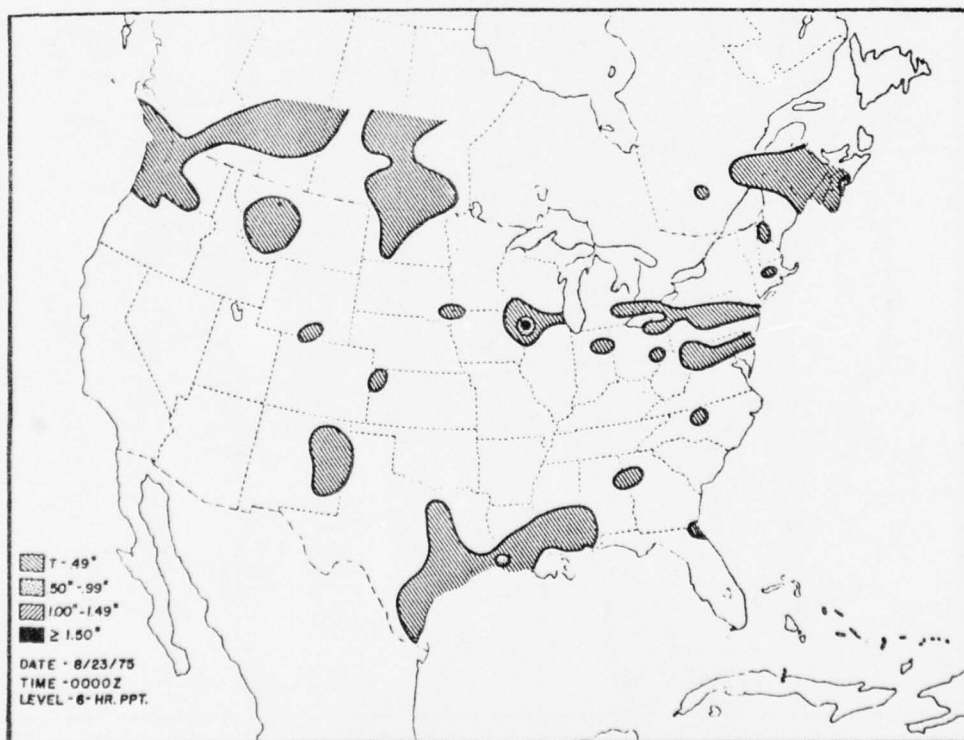 T - .49"
.50" - .99"
1.00" - 1.49"
≥ 1.50"
DATE - 8/23/75
TIME - 0000Z
LEVEL - 6-HR. PPT.